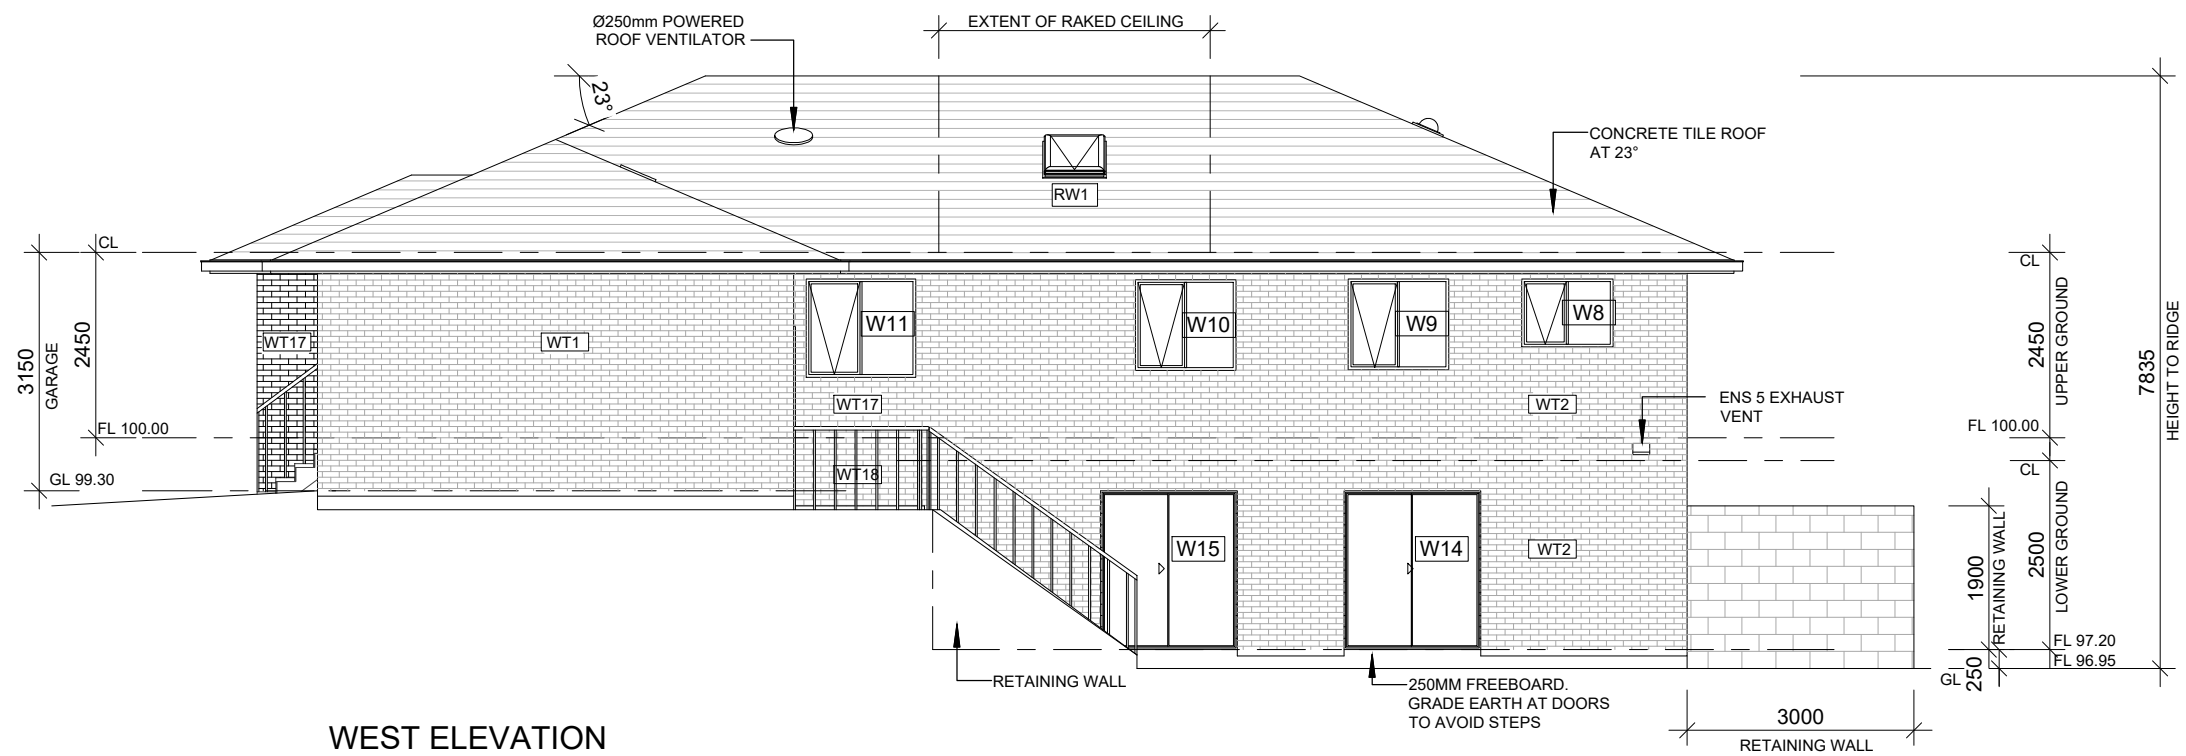 Ø250mm POWERED
ROOF VENTILATOR
EXTENT OF RAKED CEILING
23°
CONCRETE TILE ROOF
AT 23°
RW1
CL
3150
GARAGE
2450
FL 100.00
GL 99.30
WT17
WT1
W11
W10
W9
W8
WT17
WT2
WT18
ENS 5 EXHAUST
VENT
W15
W14
WT2
CL
2450
UPPER GROUND
FL 100.00
CL
2500
LOWER GROUND
1900
RETAINING WALL
FL 97.20
FL 96.95
GL
250
7835
HEIGHT TO RIDGE
RETAINING WALL
250MM FREEBOARD.
GRADE EARTH AT DOORS
TO AVOID STEPS
3000
RETAINING WALL
WEST ELEVATION